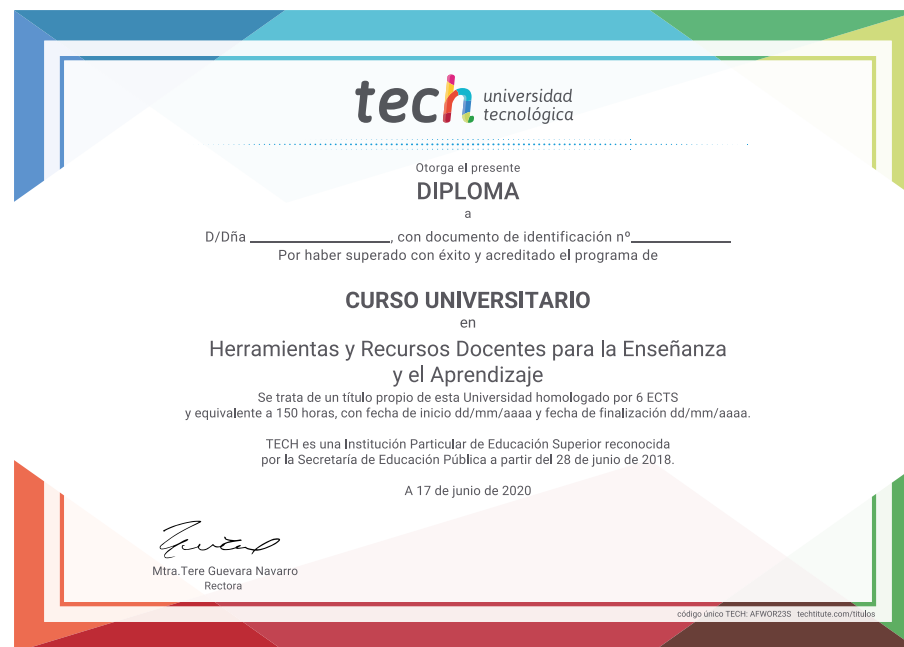 tech universidad
tecnológica
Otorga el presente
DIPLOMA
a
D/Dña ____________________, con documento de identificación nº______________
Por haber superado con éxito y acreditado el programa de
CURSO UNIVERSITARIO
en
Herramientas y Recursos Docentes para la Enseñanza
y el Aprendizaje
Se trata de un título propio de esta Universidad homologado por 6 ECTS
y equivalente a 150 horas, con fecha de inicio dd/mm/aaaa y fecha de finalización dd/mm/aaaa.
TECH es una Institución Particular de Educación Superior reconocida
por la Secretaría de Educación Pública a partir del 28 de junio de 2018.
A 17 de junio de 2020
Mtra.Tere Guevara Navarro
Rectora
código único TECH: AFWOR23S techtitute.com/titulos